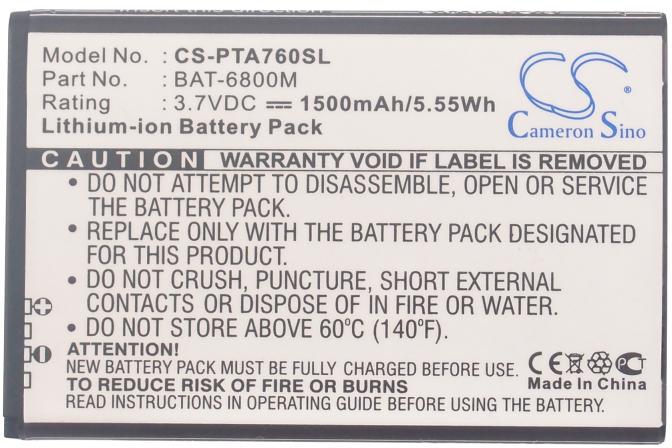 Model No.: CS-PTA760SL
Part No.: BAT-6800M
Rating: 3.7VDC ⎓ 1500mAh/5.55Wh
Lithium-ion Battery Pack
CS
Cameron Sino
CAUTION WARRANTY VOID IF LABEL IS REMOVED
• DO NOT ATTEMPT TO DISASSEMBLE, OPEN OR SERVICE
THE BATTERY PACK.
• REPLACE ONLY WITH THE BATTERY PACK DESIGNATED
FOR THIS PRODUCT.
• DO NOT CRUSH, PUNCTURE, SHORT EXTERNAL
CONTACTS OR DISPOSE OF IN FIRE OR WATER.
• DO NOT STORE ABOVE 60°C (140°F).
ATTENTION!
NEW BATTERY PACK MUST BE FULLY CHARGED BEFORE USE.
TO REDUCE RISK OF FIRE OR BURNS
READ INSTRUCTIONS IN OPERATING GUIDE BEFORE USING BATTERY.
CE PCT
Made In China